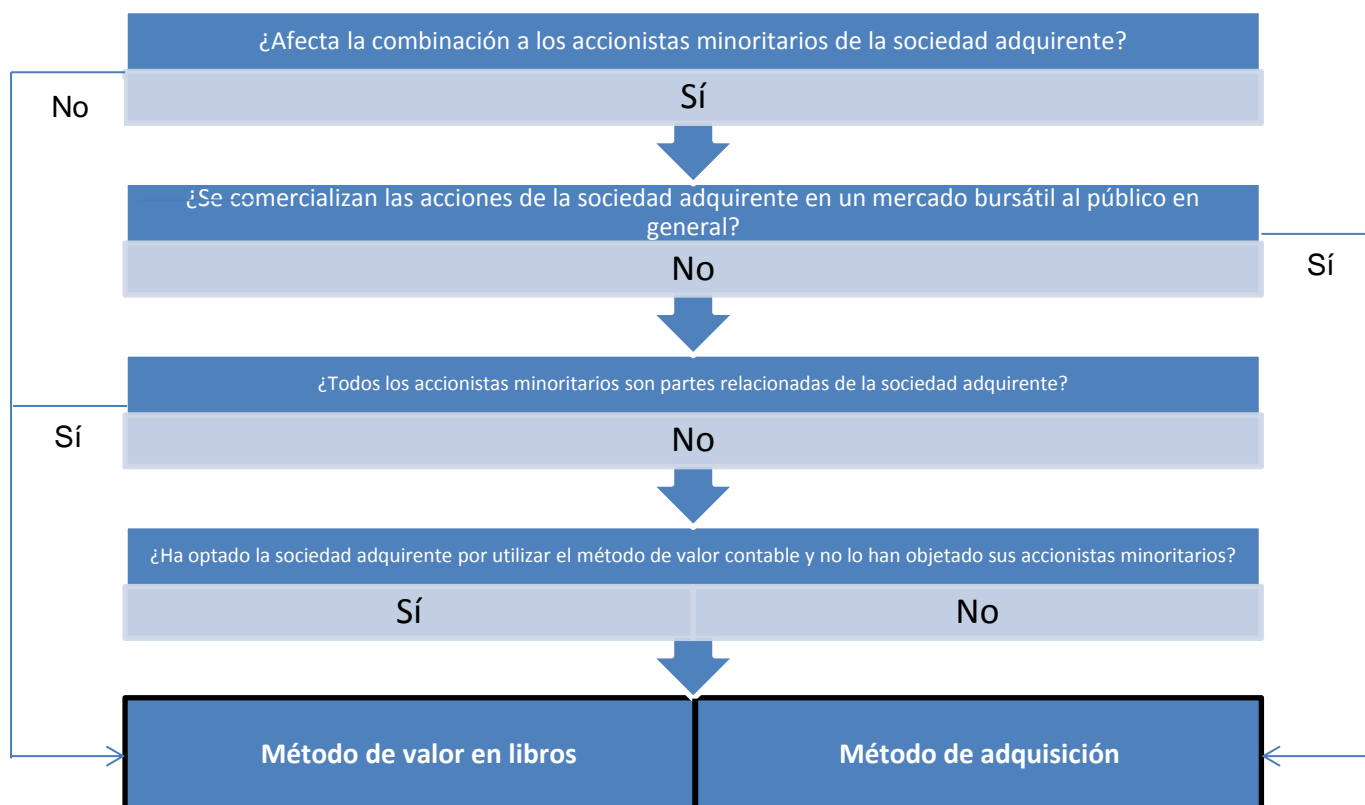 ¿Afecta la combinación a los accionistas minoritarios de la sociedad adquirente?
No
Sí
¿Se comercializan las acciones de la sociedad adquirente en un mercado bursátil al público en
general?
No
Sí
¿Todos los accionistas minoritarios son partes relacionadas de la sociedad adquirente?
Sí
No
¿Ha optado la sociedad adquirente por utilizar el método de valor contable y no lo han objetado sus accionistas minoritarios?
Sí
No
Método de valor en libros
Método de adquisición